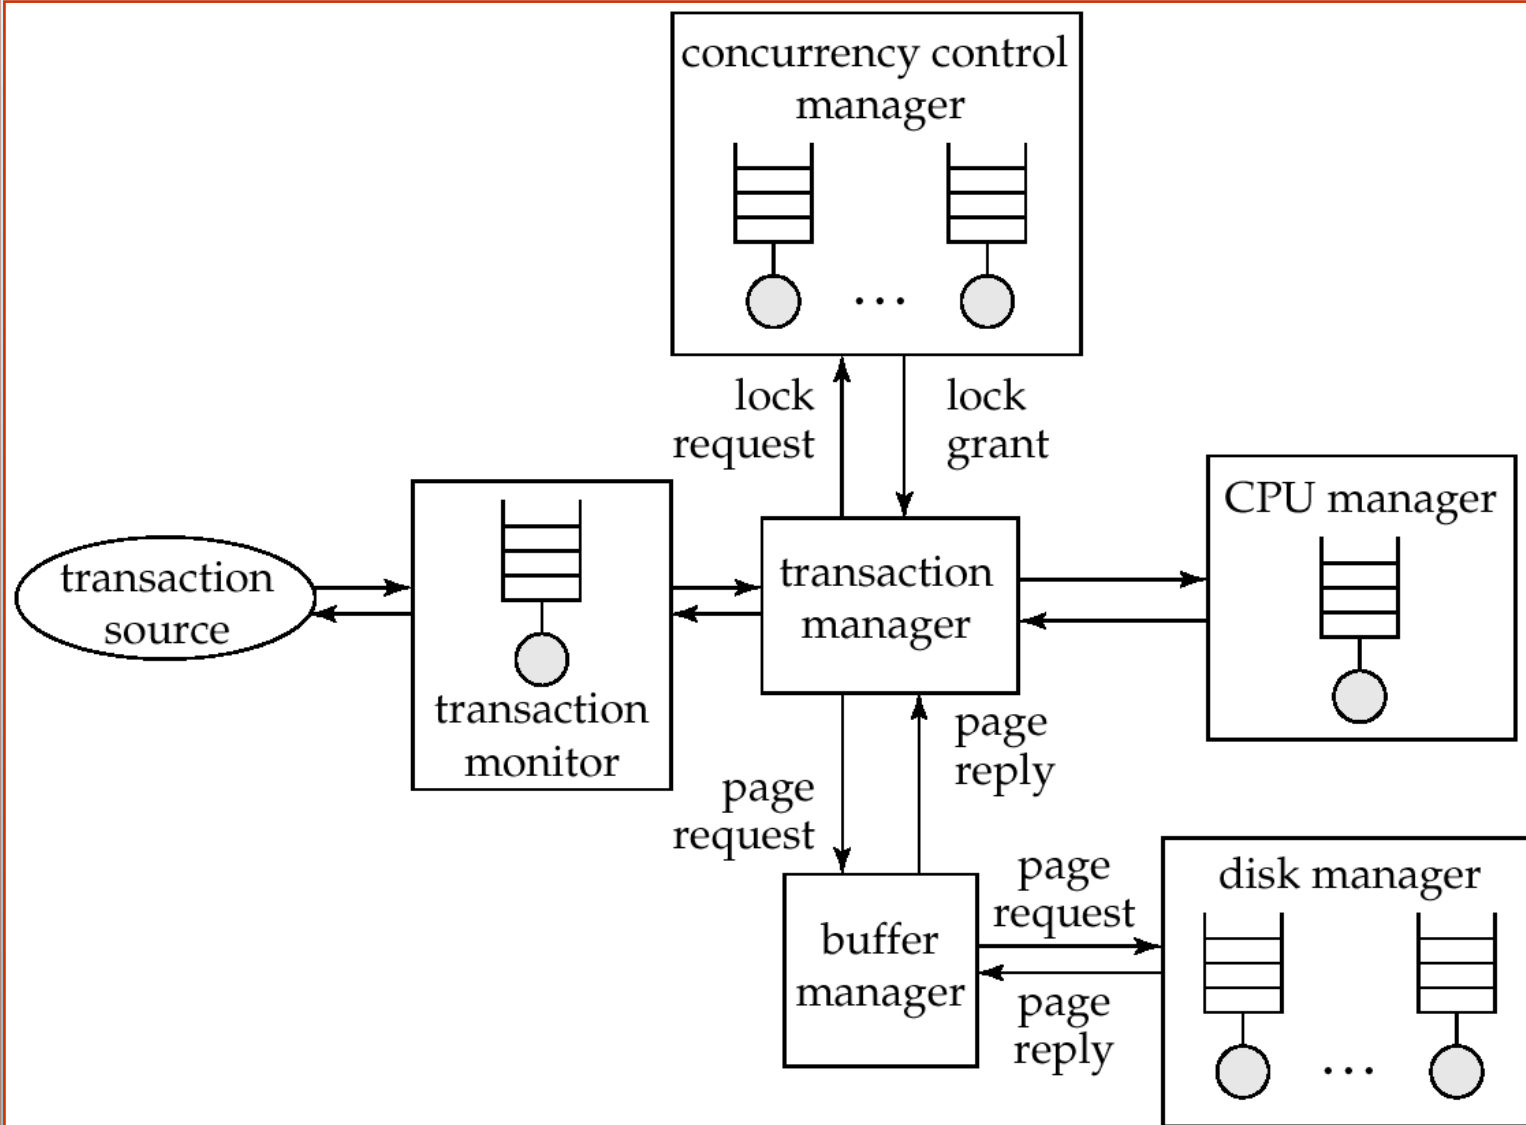 concurrency control
manager
...
lock
request
lock
grant
CPU manager
transaction
source
transaction
monitor
transaction
manager
page
reply
page
request
buffer
manager
page
request
page
reply
disk manager
...